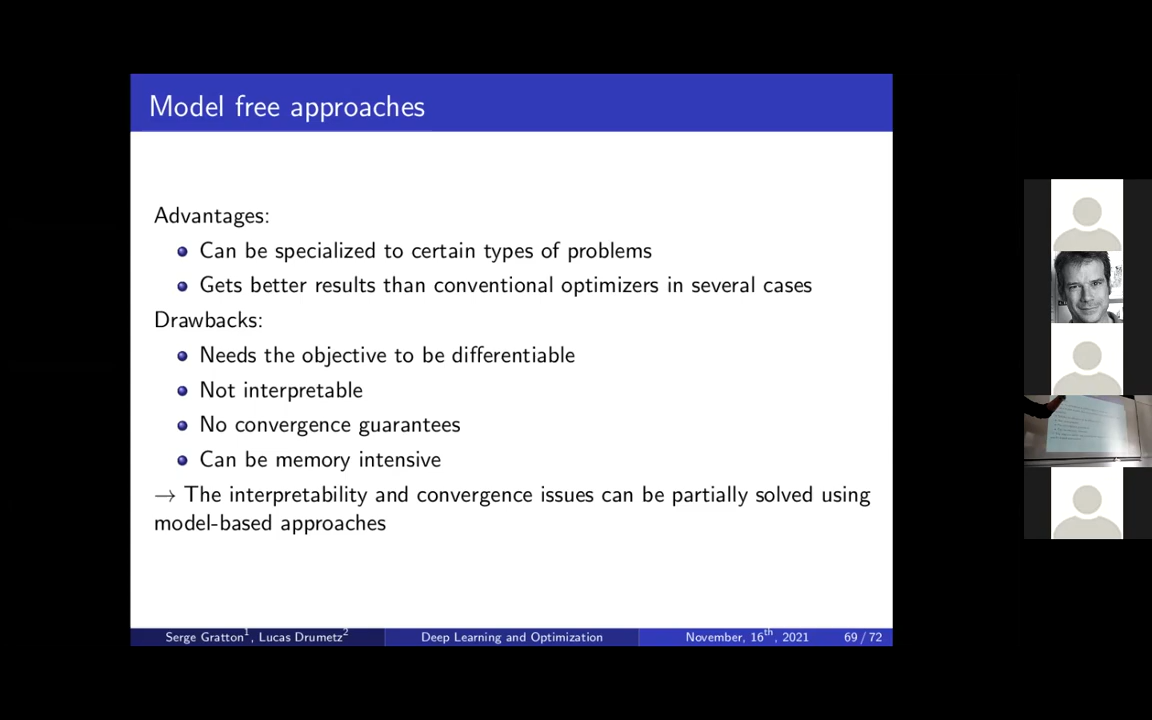 Model free approaches
Advantages:
Can be specialized to certain types of problems
Gets better results than conventional optimizers in several cases
Drawbacks:
Needs the objective to be differentiable
Not interpretable
No convergence guarantees
Can be memory intensive
→ The interpretability and convergence issues can be partially solved using
model-based approaches
Serge Gratton¹, Lucas Drumetz² Deep Learning and Optimization November, 16th, 2021 69 / 72